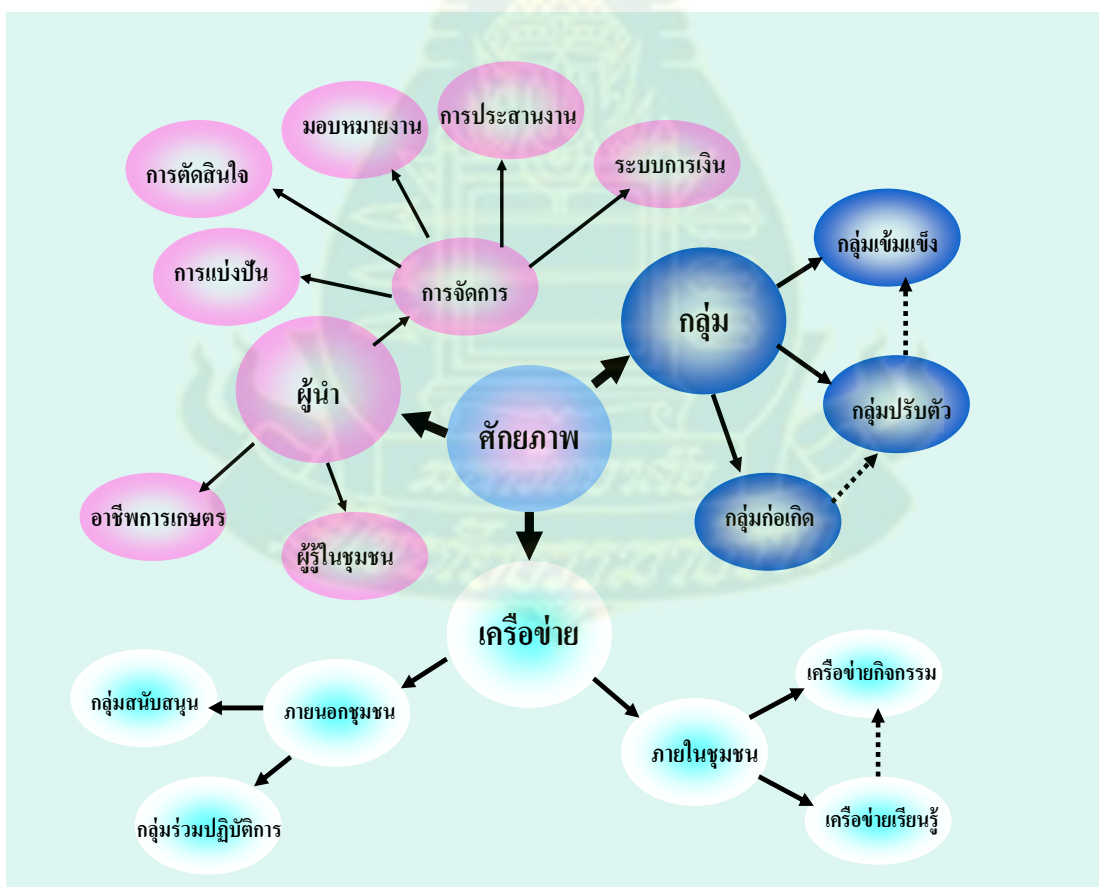 การประสานงาน
มอบหมายงาน
ระบบการเงิน
การตัดสินใจ
กลุ่มเข้มแข็ง
การแบ่งปัน
การจัดการ
กลุ่ม
ผู้นำ
กลุ่มปรับตัว
ศักยภาพ
อาชีพการเกษตร
กลุ่มก่อเกิด
ผู้รู้ในชุมชน
เครือข่าย
เครือข่ายกิจกรรม
กลุ่มสนับสนุน
ภายนอกชุมชน
ภายในชุมชน
กลุ่มร่วมปฏิบัติการ
เครือข่ายเรียนรู้